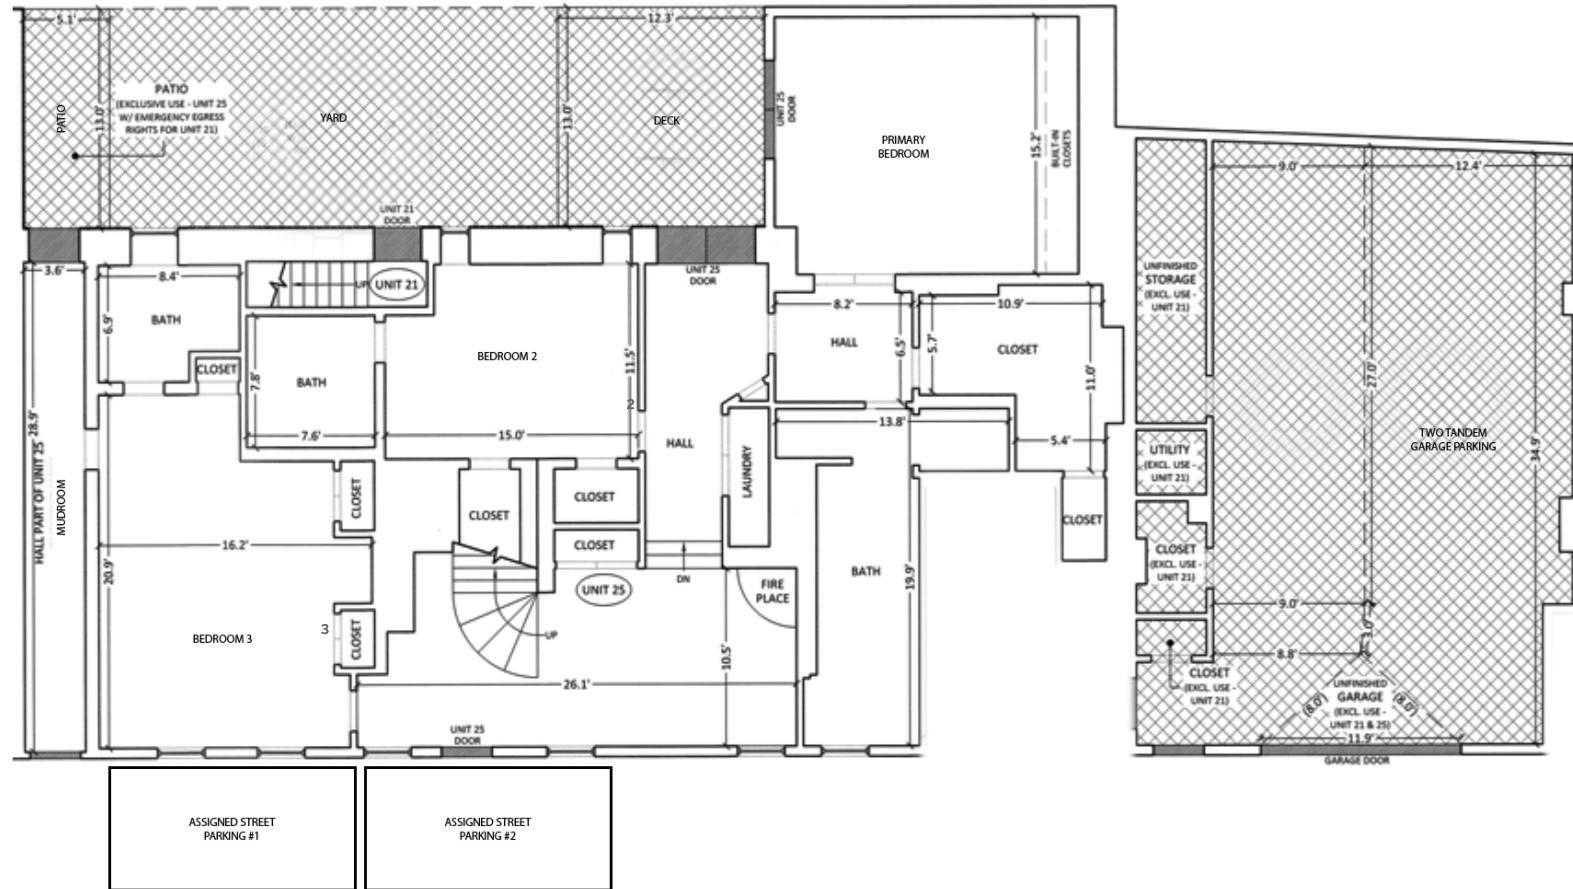 5.1'
12.3'
PATIO
(EXCLUSIVE USE - UNIT 25
W/ EMERGENCY EGRESS
RIGHTS FOR UNIT 21)
PATIO
13.0'
YARD
13.0'
DECK
UNIT 25
DOOR
PRIMARY
BEDROOM
15.2'
BUILT-IN
CLOSETS
9.0'
12.4'
UNIT 21
DOOR
UNIT 25
DOOR
3.6'
8.4'
UP
UNIT 21
6.9'
BATH
CLOSET
7.8'
BATH
7.6'
BEDROOM 2
11.5'
2
15.0'
HALL
8.2'
HALL
6.5'
5.7'
10.9'
CLOSET
11.0'
5.4'
CLOSET
13.8'
UNFINISHED
STORAGE
(EXCL. USE -
UNIT 21)
27.0'
TWO TANDEM
GARAGE PARKING
34.9'
UTILITY
(EXCL. USE -
UNIT 21)
CLOSET
(EXCL. USE -
UNIT 21)
28.9'
HALL PART OF UNIT 25
MUDROOM
LAUNDRY
CLOSET
CLOSET
CLOSET
CLOSET
16.2'
20.9'
DN
UNIT 25
FIRE
PLACE
BATH
19.9'
9.0'
3.0'
8.8'
BEDROOM 3
3
CLOSET
UP
10.5'
26.1'
CLOSET
(EXCL. USE -
UNIT 21)
UNFINISHED
GARAGE
(EXCL. USE -
UNIT 21 & 25)
(8.0')
(8.0')
11.9'
UNIT 25
DOOR
GARAGE DOOR
ASSIGNED STREET
PARKING #1
ASSIGNED STREET
PARKING #2